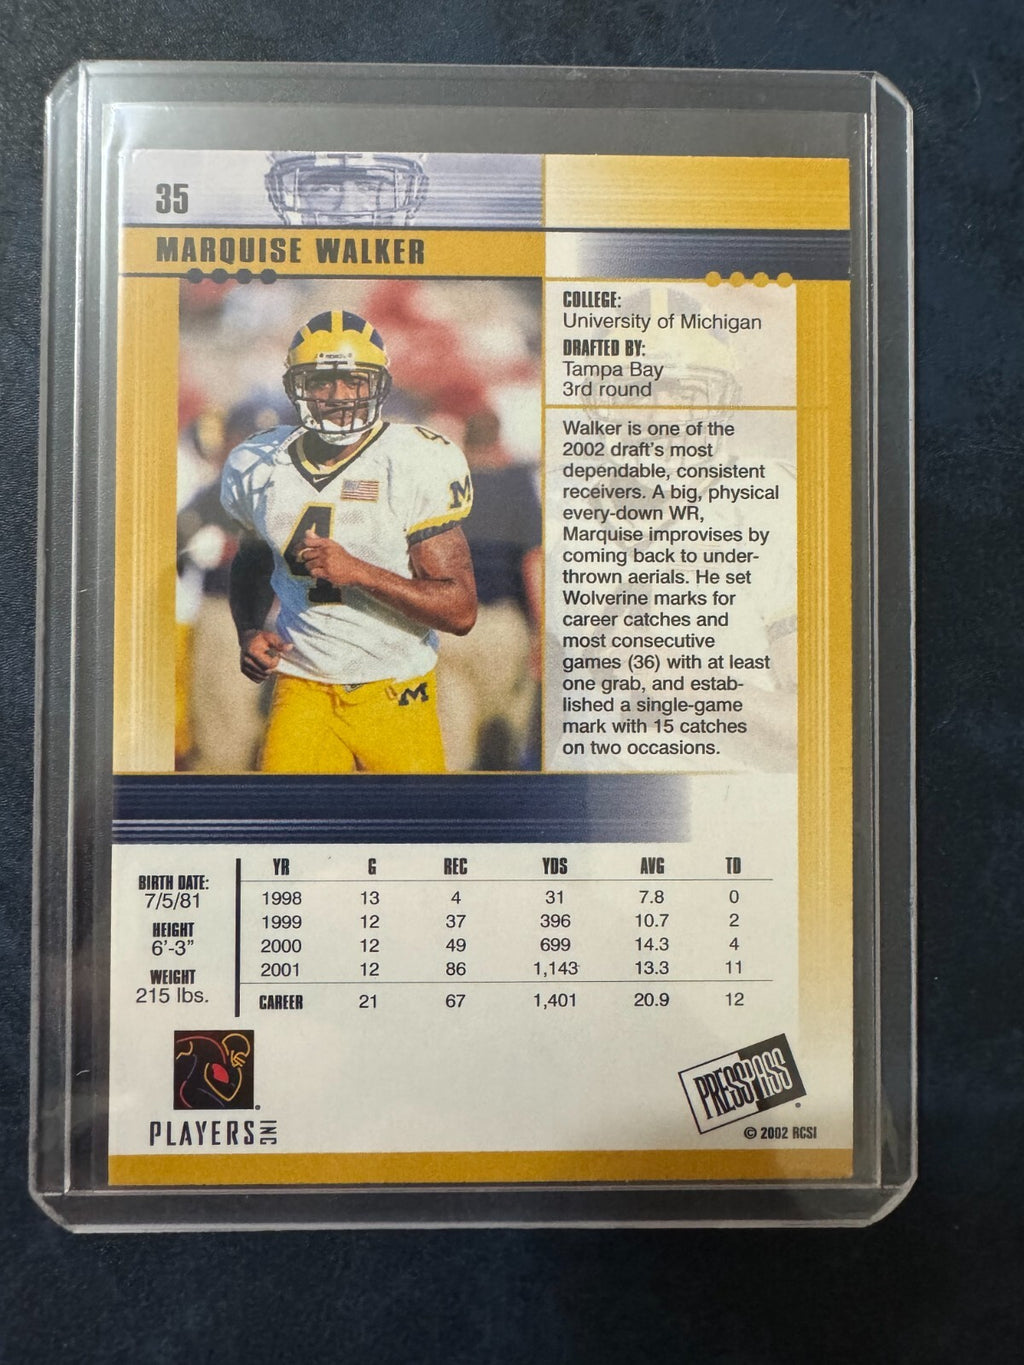 35
MARQUISE WALKER
COLLEGE:
University of Michigan
DRAFTED BY:
Tampa Bay
3rd round
Walker is one of the
2002 draft's most
dependable, consistent
receivers. A big, physical
every-down WR,
Marquise improvises by
coming back to under-
thrown aerials. He set
Wolverine marks for
career catches and
most consecutive
games (36) with at least
one grab, and estab-
lished a single-game
mark with 15 catches
on two occasions.
4
4
M
M
BIRTH DATE:
7/5/81
HEIGHT
6'-3"
WEIGHT
215 lbs.
YR G REC YDS AVG TD
1998 13 4 31 7.8 0
1999 12 37 396 10.7 2
2000 12 49 699 14.3 4
2001 12 86 1,143 13.3 11
CAREER 21 67 1,401 20.9 12
PLAYERS INC
PRESS PASS
© 2002 RCSI